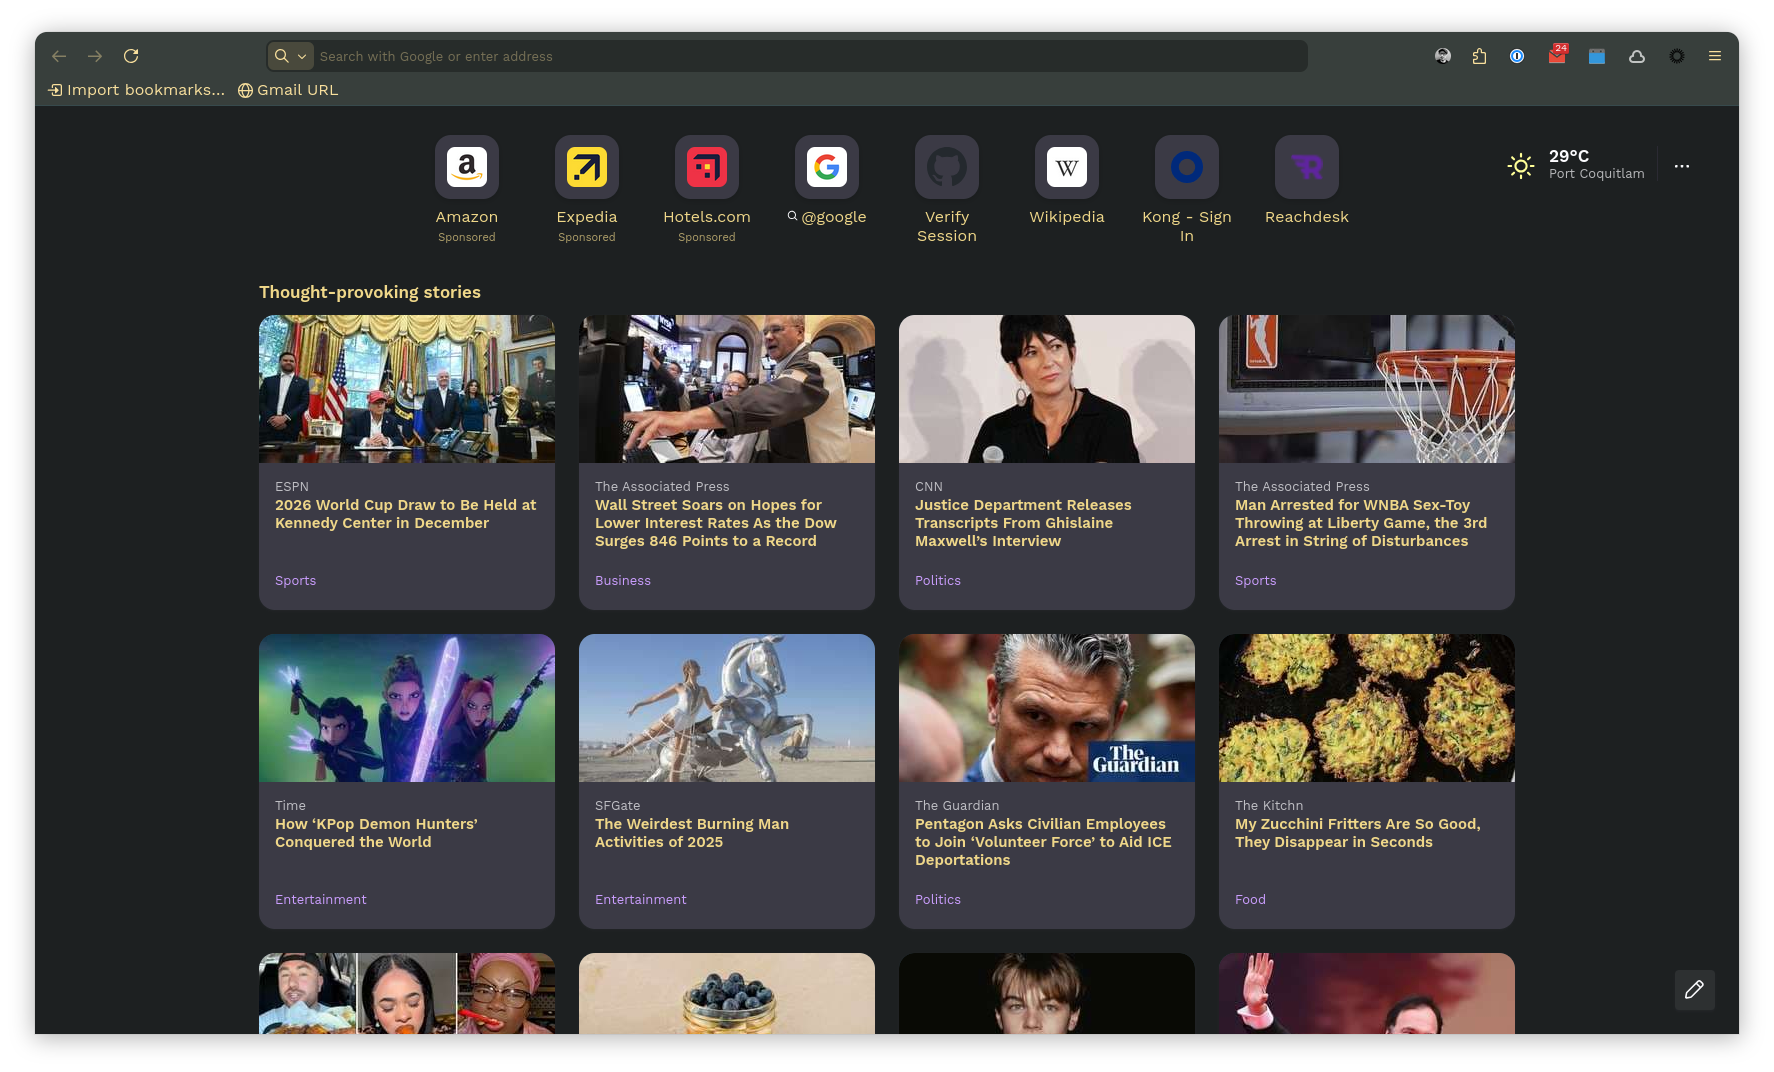 Search with Google or enter address
24
Import bookmarks...
Gmail URL
29°C
Port Coquitlam
Amazon
Sponsored
Expedia
Sponsored
Hotels.com
Sponsored
@google
Verify
Session
W
Wikipedia
Kong - Sign
In
Reachdesk
Thought-provoking stories
ESPN
2026 World Cup Draw to Be Held at
Kennedy Center in December
Sports
The Associated Press
Wall Street Soars on Hopes for
Lower Interest Rates As the Dow
Surges 846 Points to a Record
Business
CNN
Justice Department Releases
Transcripts From Ghislaine
Maxwell’s Interview
Politics
The Associated Press
Man Arrested for WNBA Sex-Toy
Throwing at Liberty Game, the 3rd
Arrest in String of Disturbances
Sports
Time
How ‘KPop Demon Hunters’
Conquered the World
Entertainment
SFGate
The Weirdest Burning Man
Activities of 2025
Entertainment
The
Guardian
The Guardian
Pentagon Asks Civilian Employees
to Join ‘Volunteer Force’ to Aid ICE
Deportations
Politics
The Kitchn
My Zucchini Fritters Are So Good,
They Disappear in Seconds
Food